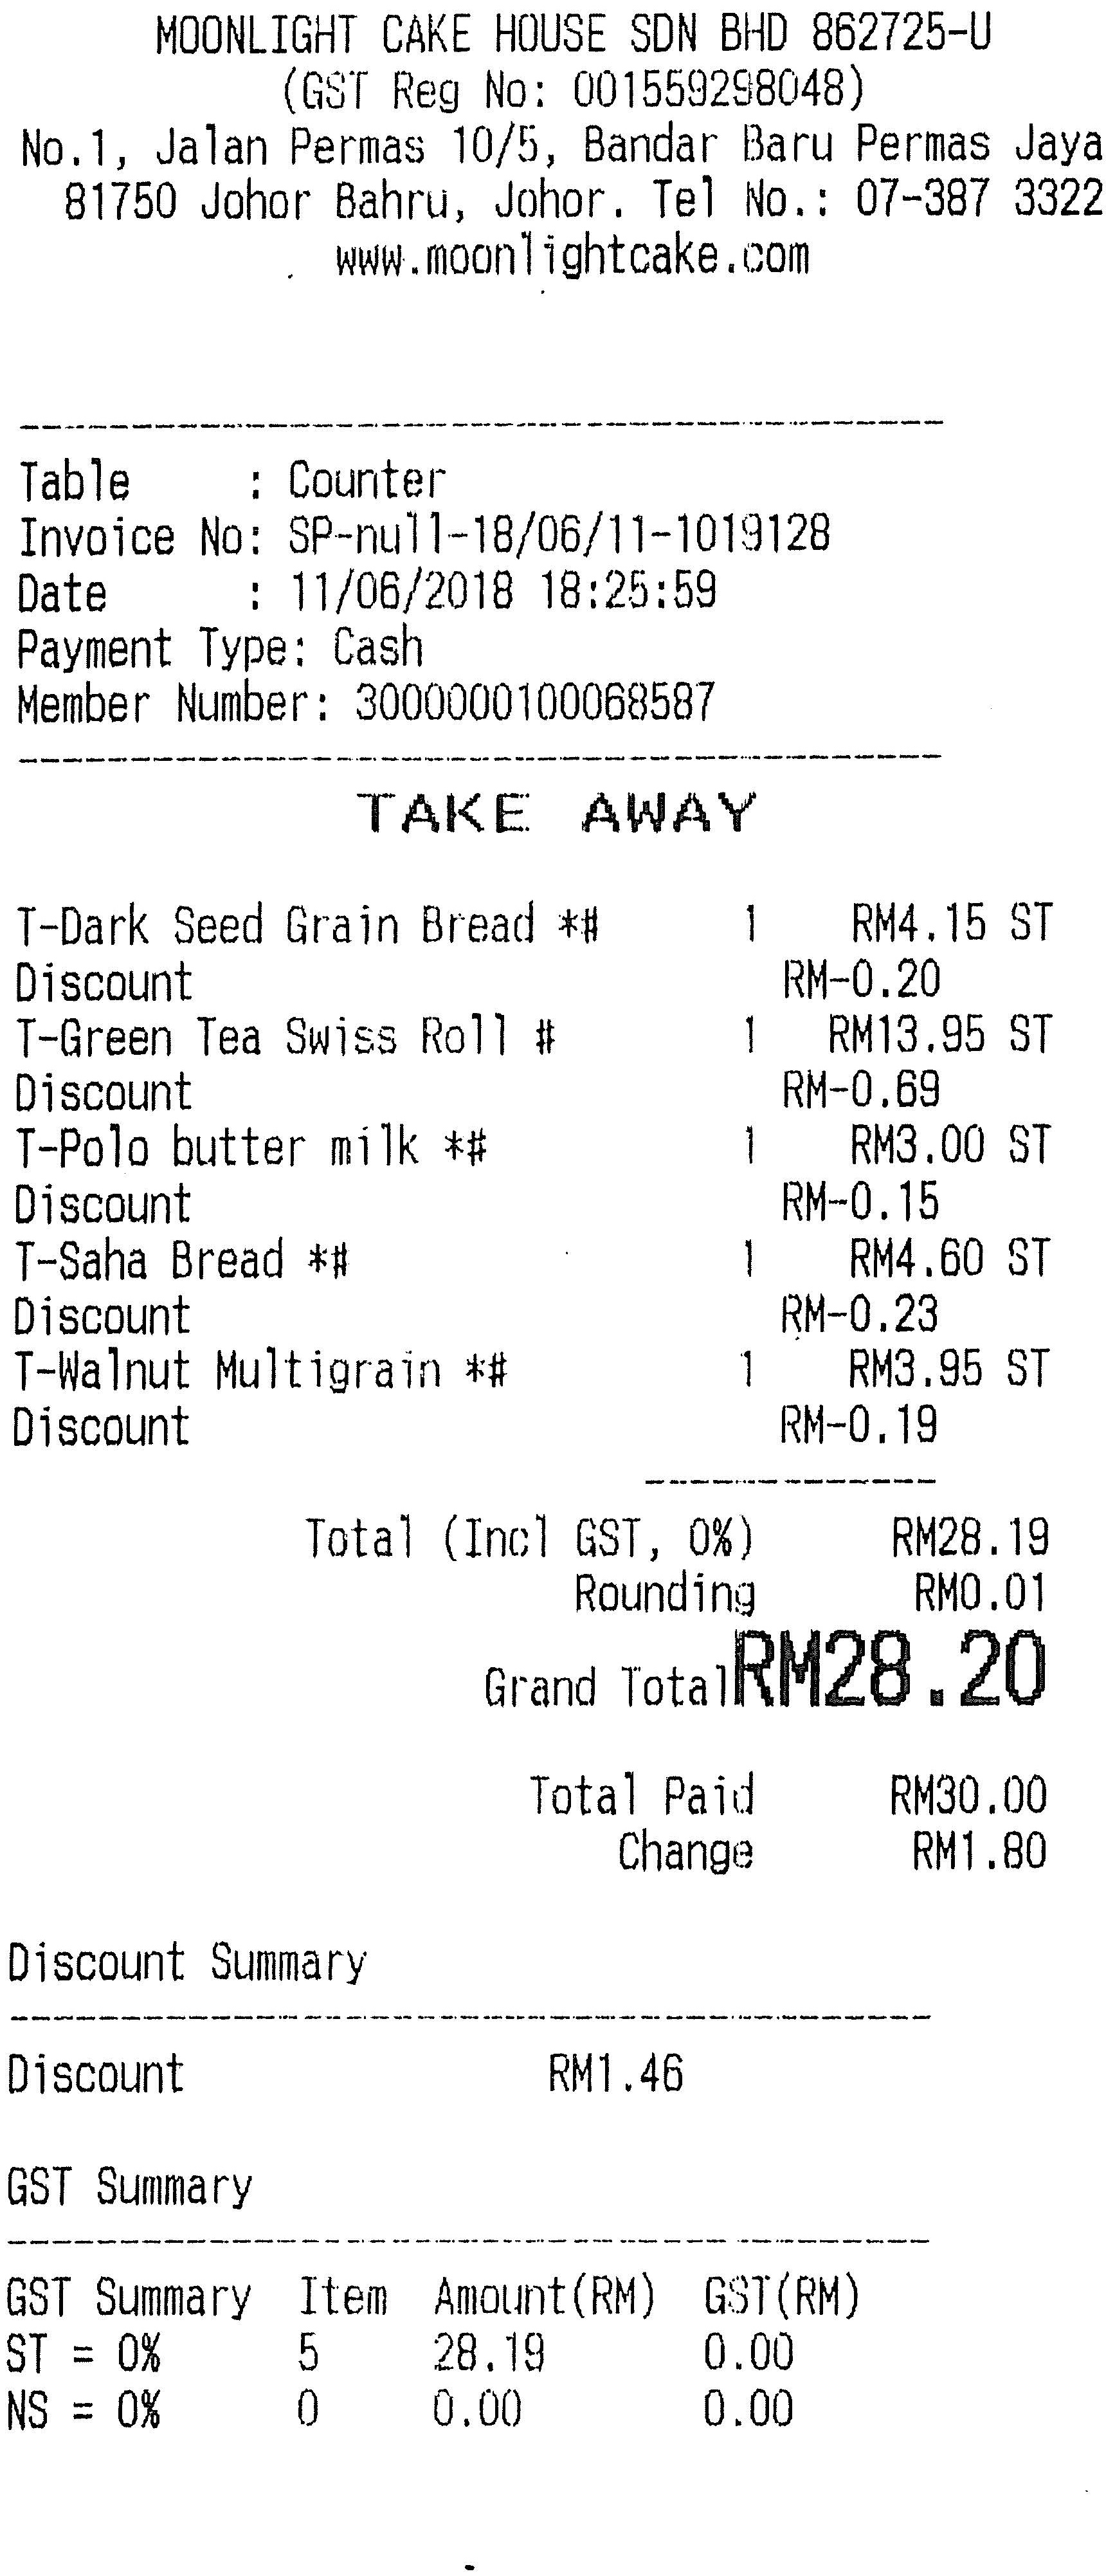 MOONLIGHT CAKE HOUSE SDN BHD 862725-U
(GST Reg No: 001559298048)
No.1, Jalan Permas 10/5, Bandar Baru Permas Jaya
81750 Johor Bahru, Johor. Tel No.: 07-387 3322
www.moonlightcake.com
Table : Counter
Invoice No: SP-null-18/06/11-1019128
Date : 11/06/2018 18:25:59
Payment Type: Cash
Member Number: 3000000100068587
TAKE AWAY
T-Dark Seed Grain Bread *# 1 RM4.15 ST
Discount RM-0.20
T-Green Tea Swiss Roll # 1 RM13.95 ST
Discount RM-0.69
T-Polo butter milk *# 1 RM3.00 ST
Discount RM-0.15
T-Saha Bread *# 1 RM4.60 ST
Discount RM-0.23
T-Walnut Multigrain *# 1 RM3.95 ST
Discount RM-0.19
Total (Incl GST, 0%) RM28.19
Rounding RM0.01
Grand Total RM28.20
Total Paid RM30.00
Change RM1.80
Discount Summary
Discount RM1.46
GST Summary
GST Summary Item Amount(RM) GST(RM)
ST = 0% 5 28.19 0.00
NS = 0% 0 0.00 0.00